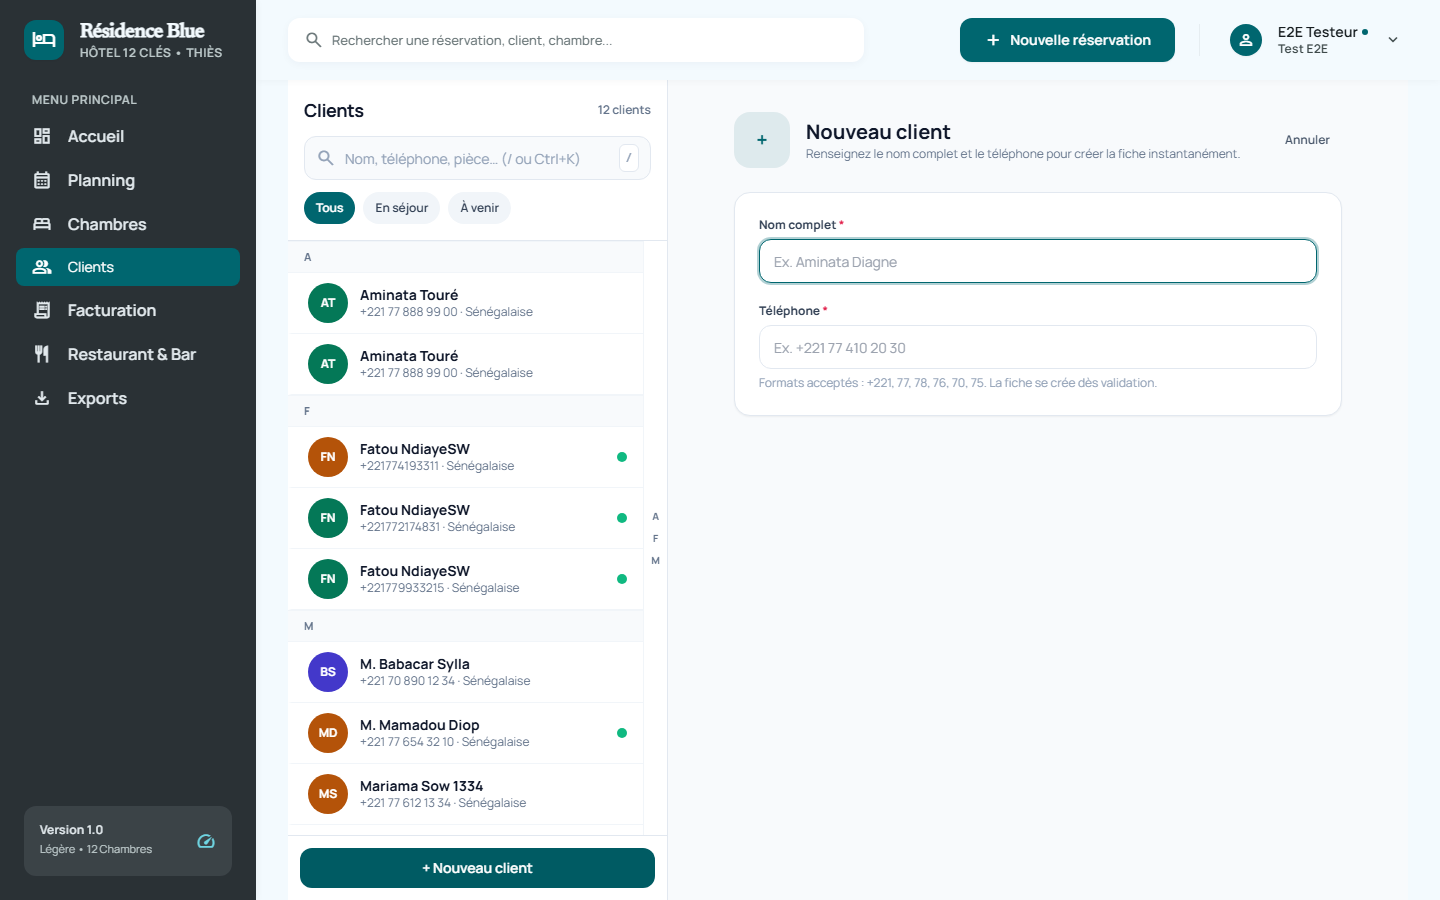 Résidence Blue
HÔTEL 12 CLÉS • THIÈS
MENU PRINCIPAL
Accueil
Planning
Chambres
Clients
Facturation
Restaurant & Bar
Exports
Version 1.0
Légère • 12 Chambres
Rechercher une réservation, client, chambre...
+ Nouvelle réservation
E2E Testeur
Test E2E
Clients
12 clients
Nom, téléphone, pièce... (/ ou Ctrl+K)
/
Tous
En séjour
À venir
A
AT
Aminata Touré
+221 77 888 99 00 · Sénégalaise
AT
Aminata Touré
+221 77 888 99 00 · Sénégalaise
F
FN
Fatou NdiayeSW
+221774193311 · Sénégalaise
FN
Fatou NdiayeSW
+221772174831 · Sénégalaise
FN
Fatou NdiayeSW
+221779933215 · Sénégalaise
M
BS
M. Babacar Sylla
+221 70 890 12 34 · Sénégalaise
MD
M. Mamadou Diop
+221 77 654 32 10 · Sénégalaise
MS
Mariama Sow 1334
+221 77 612 13 34 · Sénégalaise
A
F
M
+ Nouveau client
+
Nouveau client
Renseignez le nom complet et le téléphone pour créer la fiche instantanément.
Annuler
Nom complet *
Ex. Aminata Diagne
Téléphone *
Ex. +221 77 410 20 30
Formats acceptés : +221, 77, 78, 76, 70, 75. La fiche se crée dès validation.